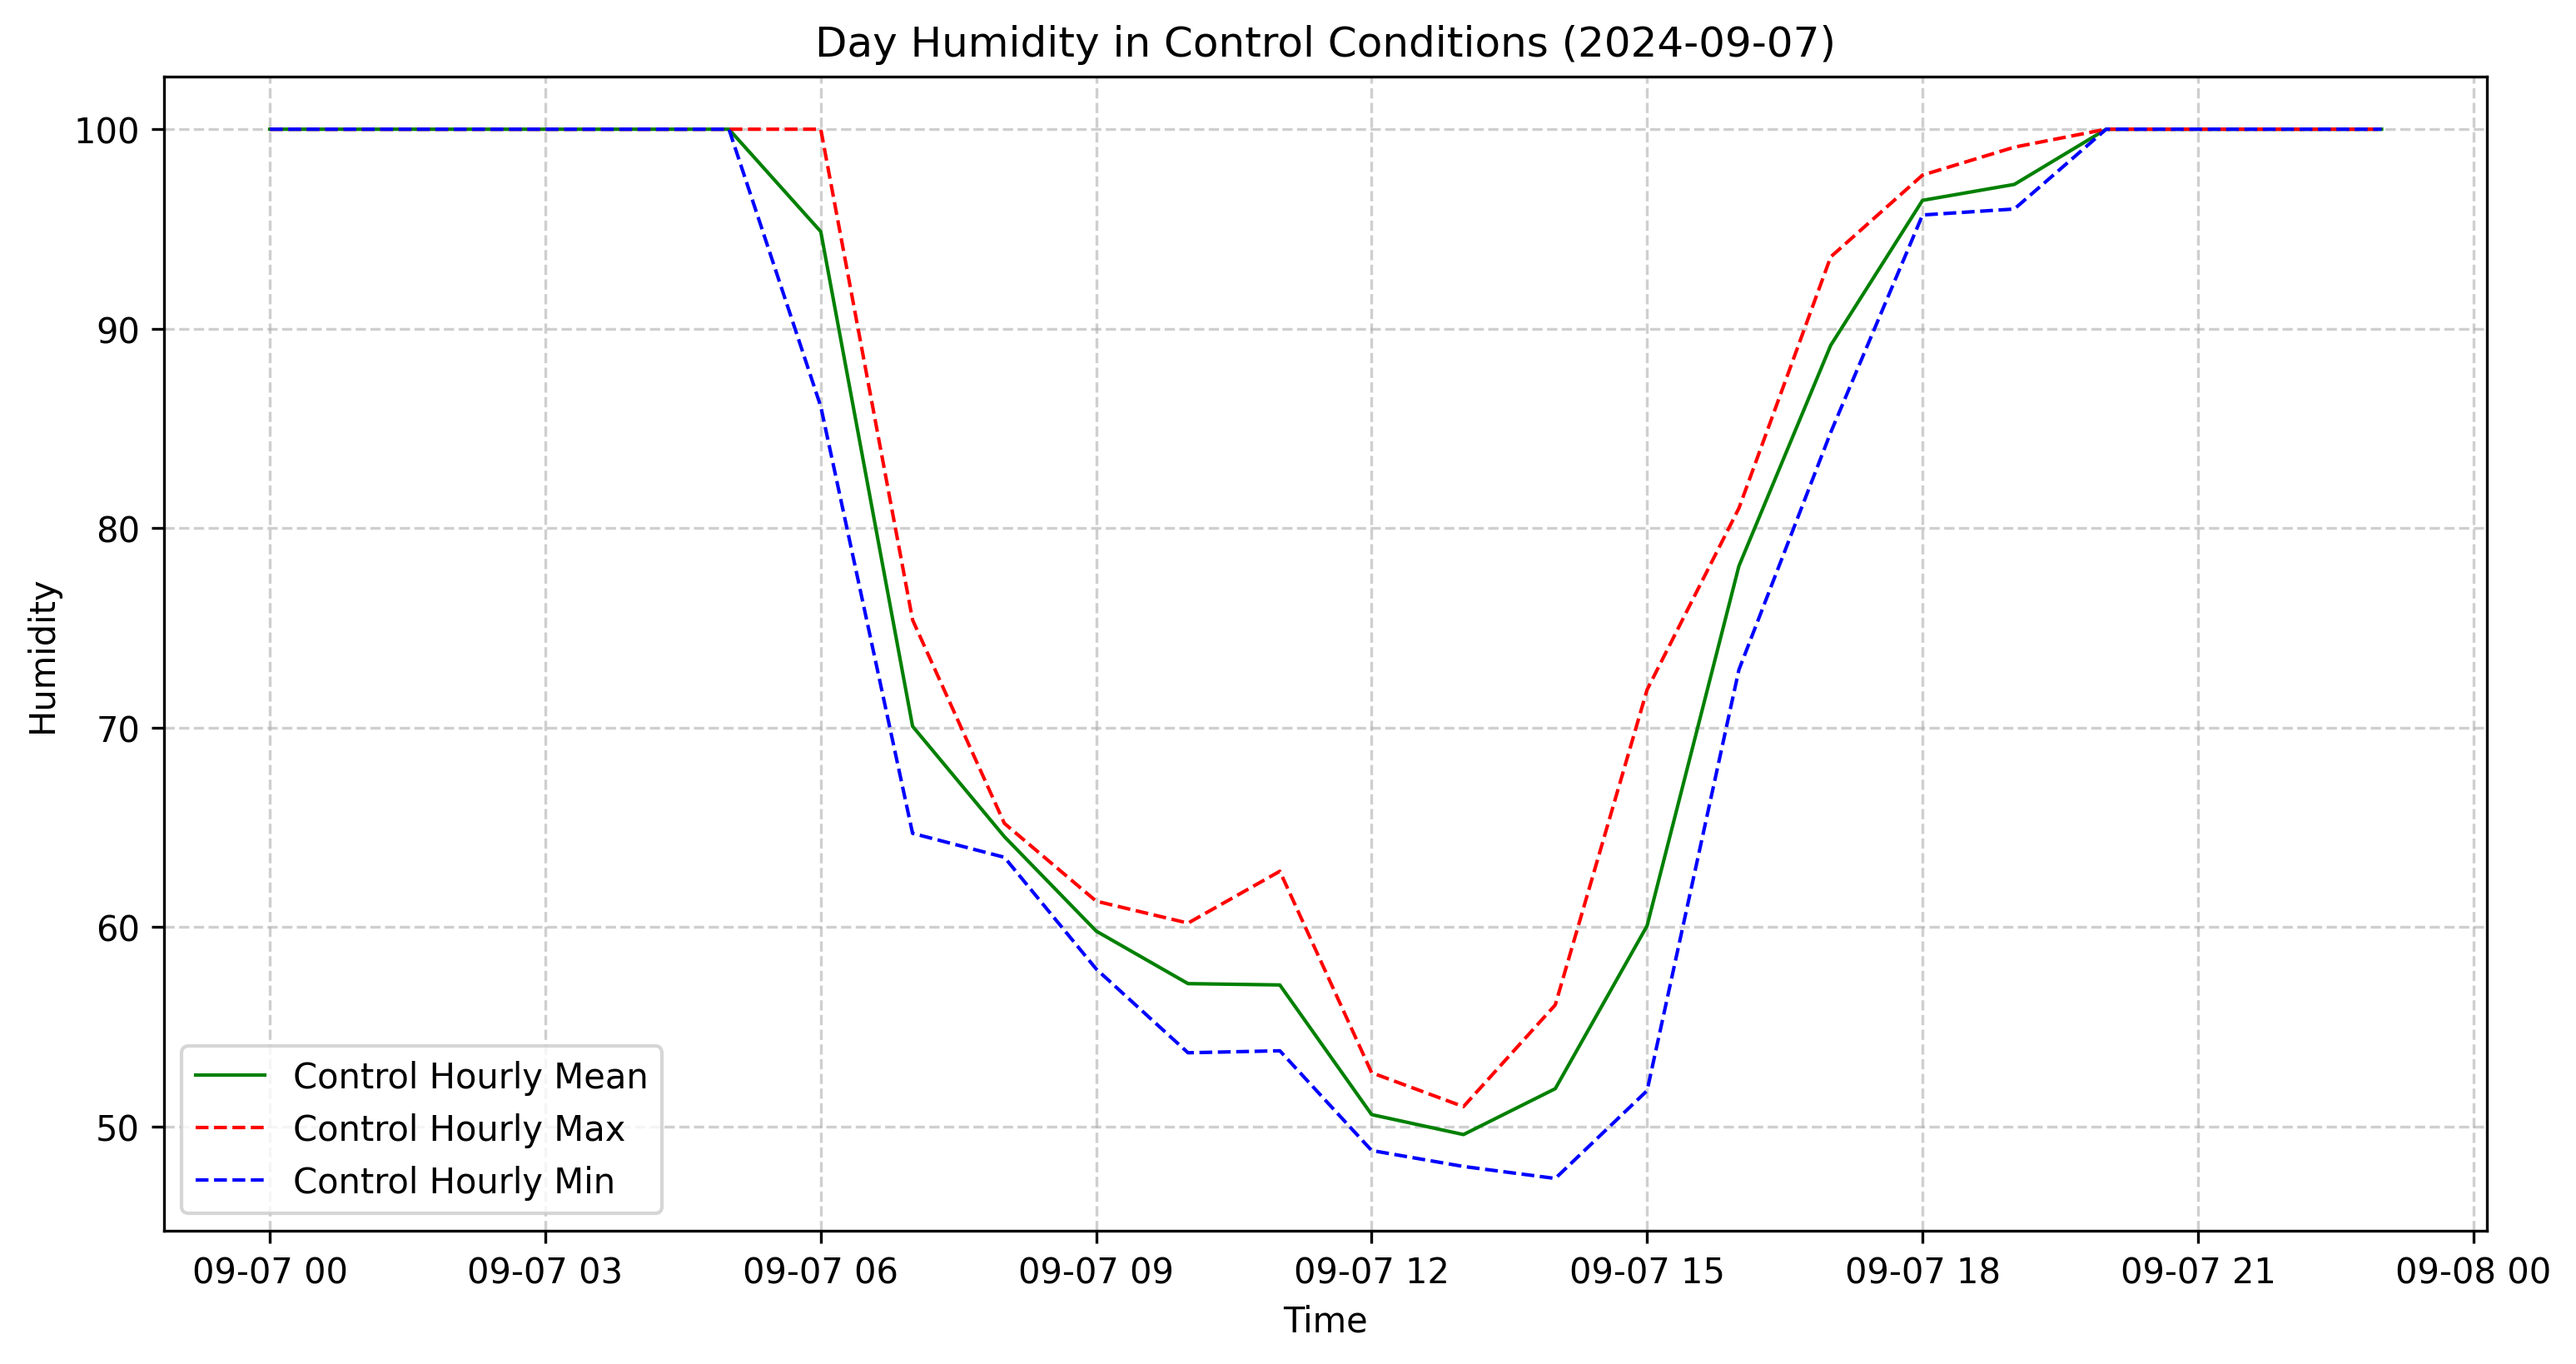 Day Humidity in Control Conditions (2024-09-07)
100
90
80
70
60
50
Humidity
Control Hourly Mean
Control Hourly Max
Control Hourly Min
09-07 00 09-07 03 09-07 06 09-07 09 09-07 12 09-07 15 09-07 18 09-07 21 09-08 00
Time